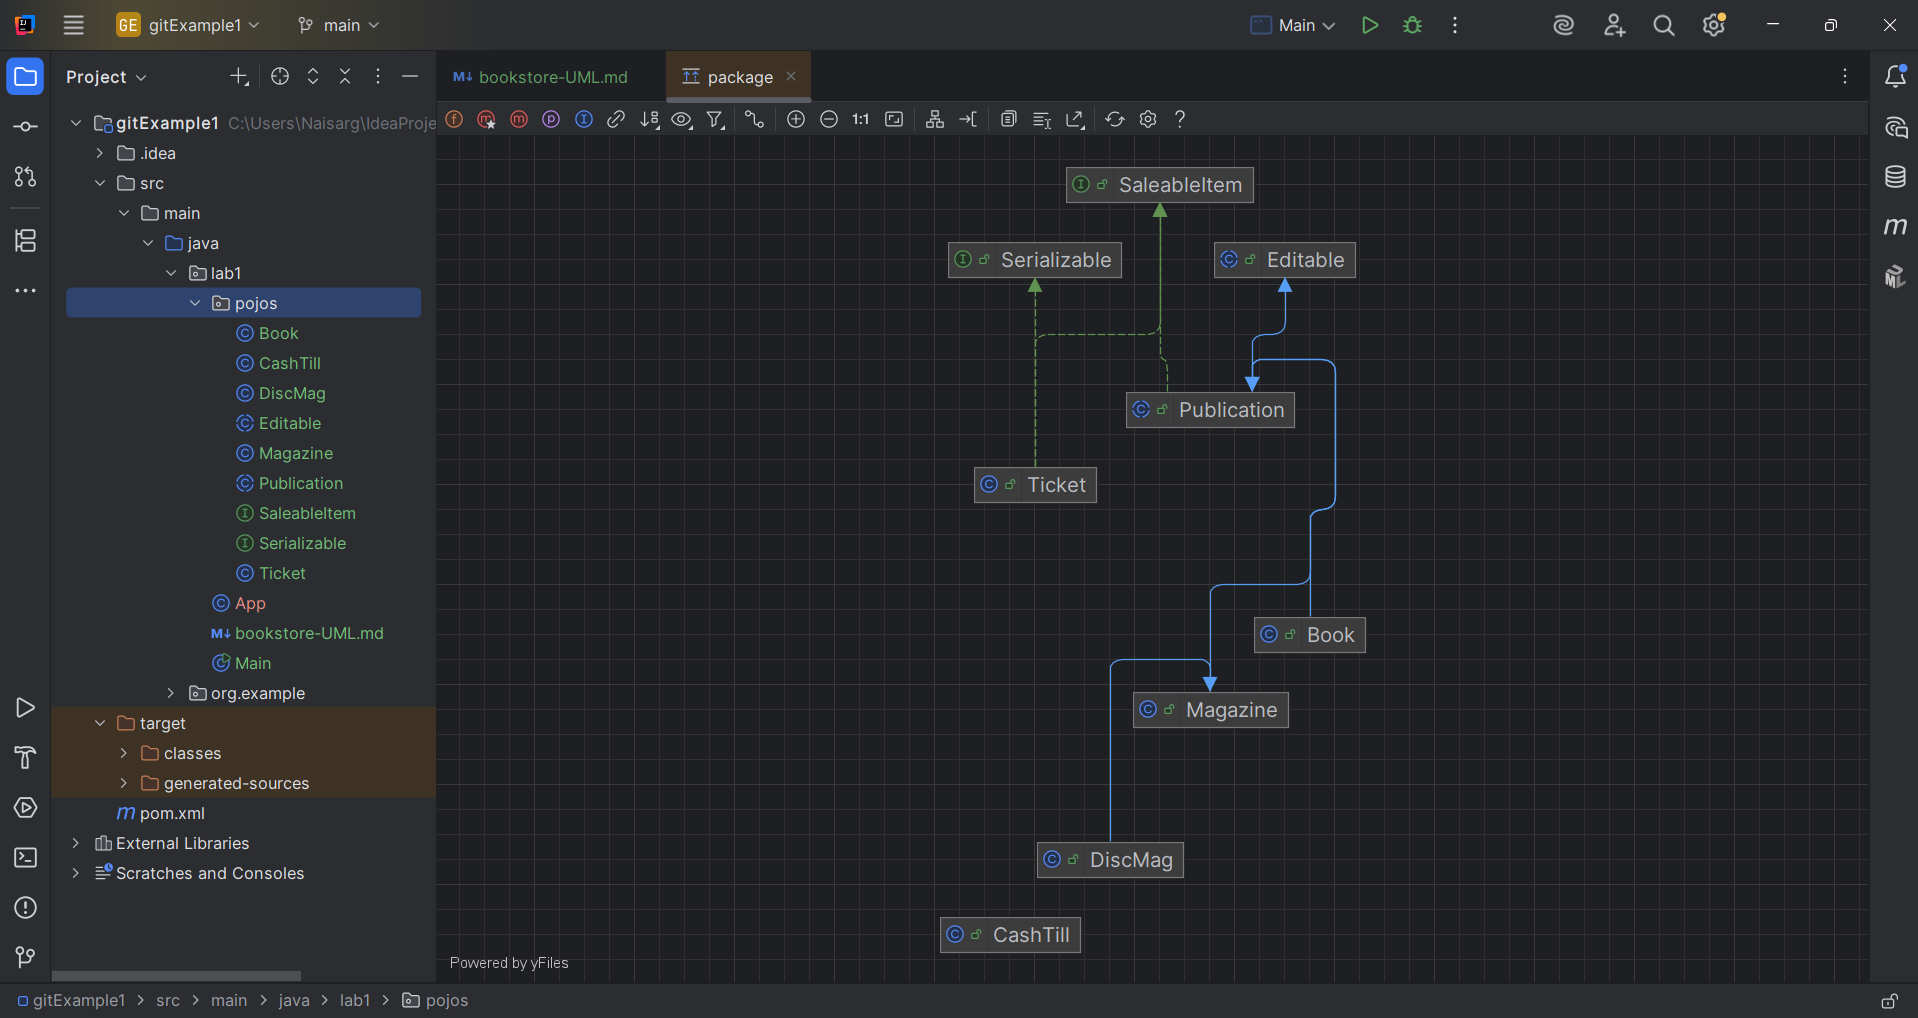 GE gitExample1 main Main
Project
bookstore-UML.md package
1:1 ?
gitExample1 C:\Users\Naisarg\IdeaProje
.idea
src
main
java
lab1
pojos
Book
CashTill
DiscMag
Editable
Magazine
Publication
SaleableItem
Serializable
Ticket
App
bookstore-UML.md
Main
org.example
target
classes
generated-sources
pom.xml
External Libraries
Scratches and Consoles
SaleableItem
Serializable
Editable
Publication
Ticket
Book
Magazine
DiscMag
CashTill
Powered by yFiles
gitExample1 > src > main > java > lab1 > pojos